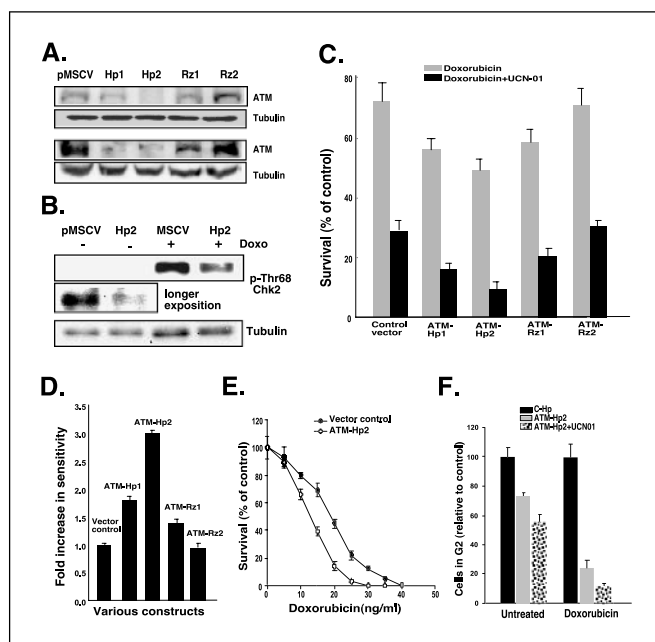 A.
pMSCV Hp1 Hp2 Rz1 Rz2
ATM
Tubulin
ATM
Tubulin
B.
pMSCV Hp2 MSCV Hp2
- - + + Doxo
p-Thr68
Chk2
longer
exposition
Tubulin
C.
Doxorubicin
Doxorubicin+UCN-01
Survival (% of control)
80
60
40
20
0
Control
vector
ATM-
Hp1
ATM-
Hp2
ATM-
Rz1
ATM-
Rz2
D.
Fold increase in sensitivity
3.5
3.0
2.5
2.0
1.5
1.0
0.5
0.0
Vector
control
ATM-Hp1
ATM-Hp2
ATM-Rz1
ATM-Rz2
Various constructs
E.
Vector control
ATM-Hp2
Survival (% of control)
120
100
80
60
40
20
0
0 10 20 30 40 50
Doxorubicin(ng/ml)
F.
C-Hp
ATM-Hp2
ATM-Hp2+UCN01
Cells in G2 (relative to control)
120
100
80
60
40
20
0
Untreated Doxorubicin